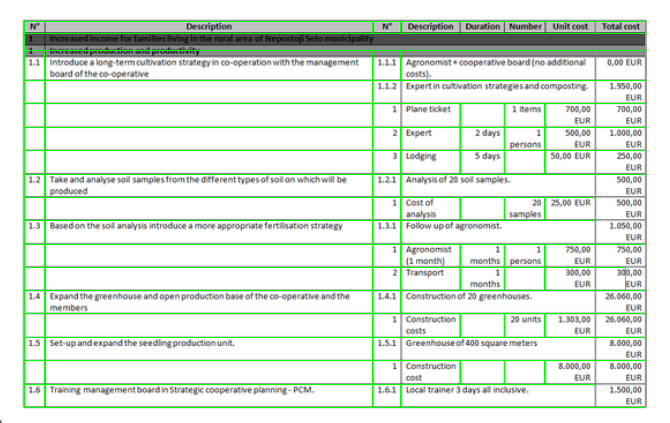 N° Description N° Description Duration Number Unit cost Total cost
1 Increased income for families living in the rural area of Nepostoji Selo municipality
1 Increased production and productivity
1.1 Introduce a long-term cultivation strategy in co-operation with the management 1.1.1 Agronomist + cooperative board (no additional 0,00 EUR
board of the co-operative costs).
1.1.2 Expert in cultivation strategies and composting. 1.950,00
EUR
1 Plane ticket 1 items 700,00 700,00
EUR EUR
2 Expert 2 days 1 500,00 1.000,00
persons EUR EUR
3 Lodging 5 days 50,00 EUR 250,00
EUR
1.2 Take and analyse soil samples from the different types of soil on which will be 1.2.1 Analysis of 20 soil samples. 500,00
produced EUR
1 Cost of 20 25,00 EUR 500,00
analysis samples EUR
1.3 Based on the soil analysis introduce a more appropriate fertilisation strategy 1.3.1 Follow up of agronomist. 1.050,00
EUR
1 Agronomist 1 1 750,00 750,00
(1 month) months persons EUR EUR
2 Transport 1 300,00 300,00
months EUR EUR
1.4 Expand the greenhouse and open production base of the co-operative and the 1.4.1 Construction of 20 greenhouses. 26.060,00
members EUR
1 Construction 20 units 1.303,00 26.060,00
costs EUR EUR
1.5 Set-up and expand the seedling production unit. 1.5.1 Greenhouse of 400 square meters 8.000,00
EUR
1 Construction 8.000,00 8.000,00
cost EUR EUR
1.6 Training management board in Strategic cooperative planning - PCM. 1.6.1 Local trainer 3 days all inclusive. 1.500,00
EUR